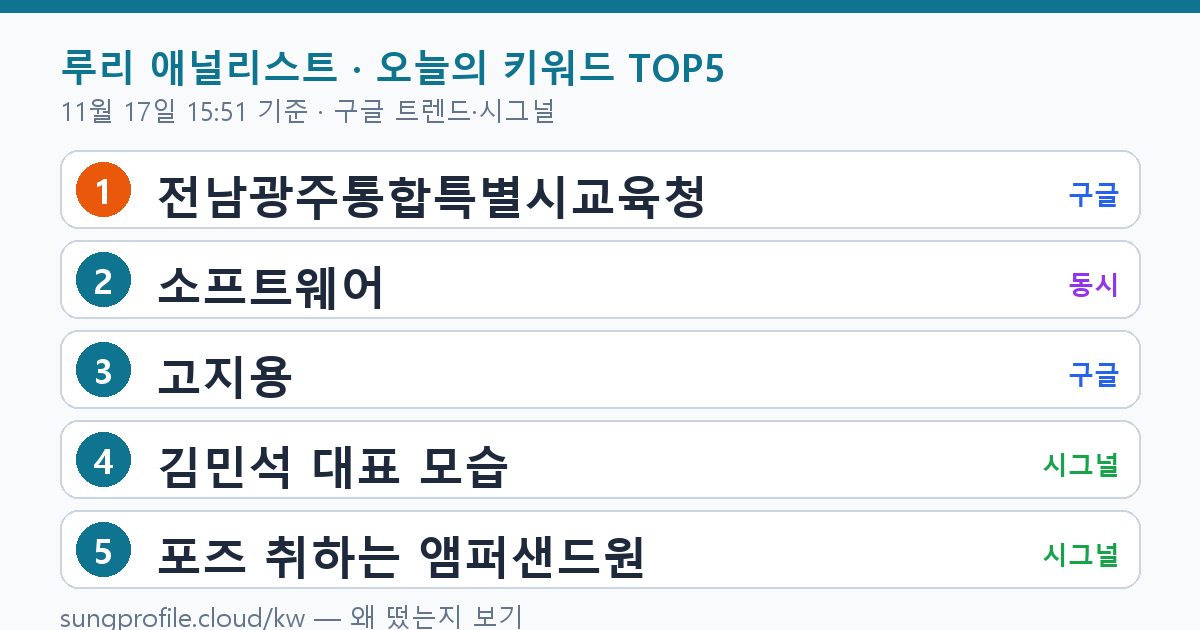 루리 애널리스트 · 오늘의 키워드 TOP5
11월 17일 15:51 기준 · 구글 트렌드·시그널
1 전남광주통합특별시교육청 구글
2 소프트웨어 동시
3 고지용 구글
4 김민석 대표 모습 시그널
5 포즈 취하는 앰퍼샌드원 시그널
sungprofile.cloud/kw — 왜 떴는지 보기